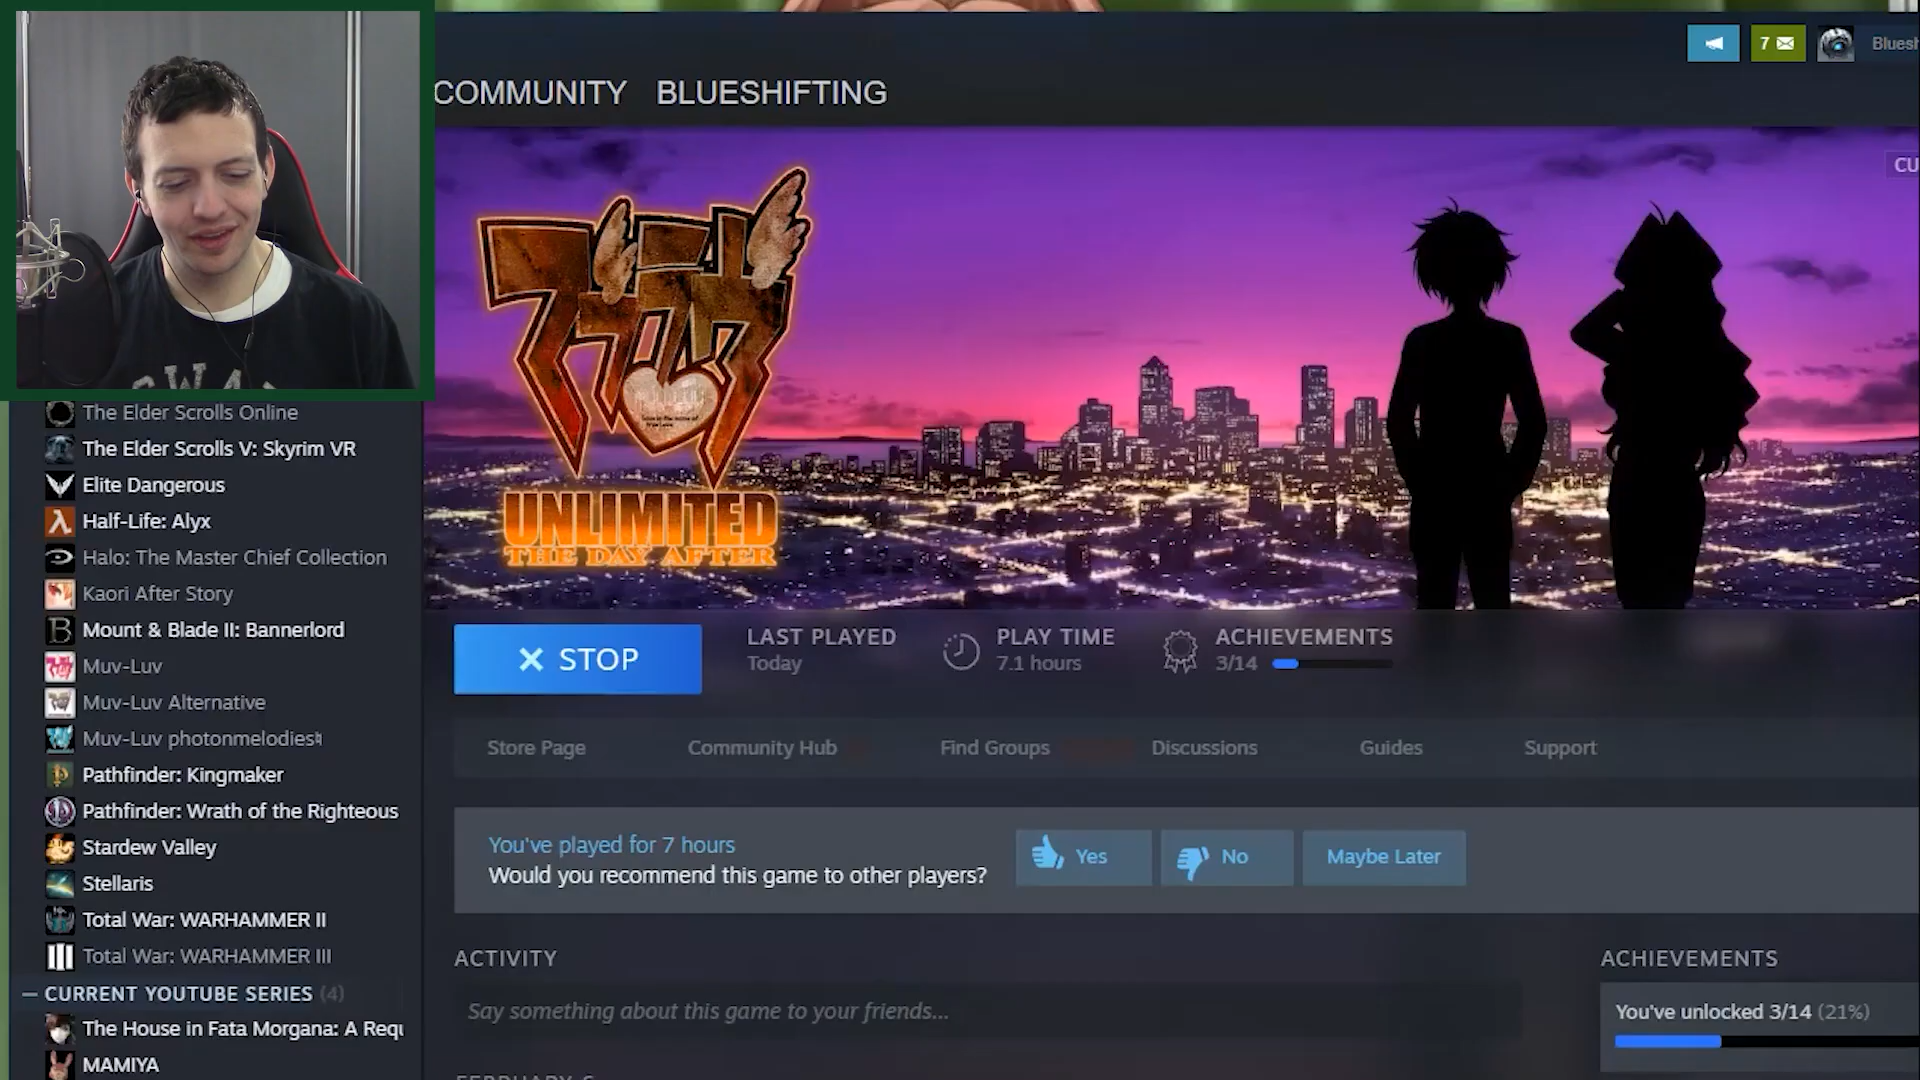 7
Bluesh
COMMUNITY BLUESHIFTING
CU
マブラヴ
UNLIMITED
THE DAY AFTER
STOP
LAST PLAYED
Today
PLAY TIME
7.1 hours
ACHIEVEMENTS
3/14
Store Page
Community Hub
Find Groups
Discussions
Guides
Support
You've played for 7 hours
Would you recommend this game to other players?
Yes
No
Maybe Later
ACTIVITY
Say something about this game to your friends...
ACHIEVEMENTS
You've unlocked 3/14 (21%)
The Elder Scrolls Online
The Elder Scrolls V: Skyrim VR
Elite Dangerous
Half-Life: Alyx
Halo: The Master Chief Collection
Kaori After Story
Mount & Blade II: Bannerlord
Muv-Luv
Muv-Luv Alternative
Muv-Luv photonmelodies♮
Pathfinder: Kingmaker
Pathfinder: Wrath of the Righteous
Stardew Valley
Stellaris
Total War: WARHAMMER II
Total War: WARHAMMER III
CURRENT YOUTUBE SERIES (4)
The House in Fata Morgana: A Requ
MAMIYA